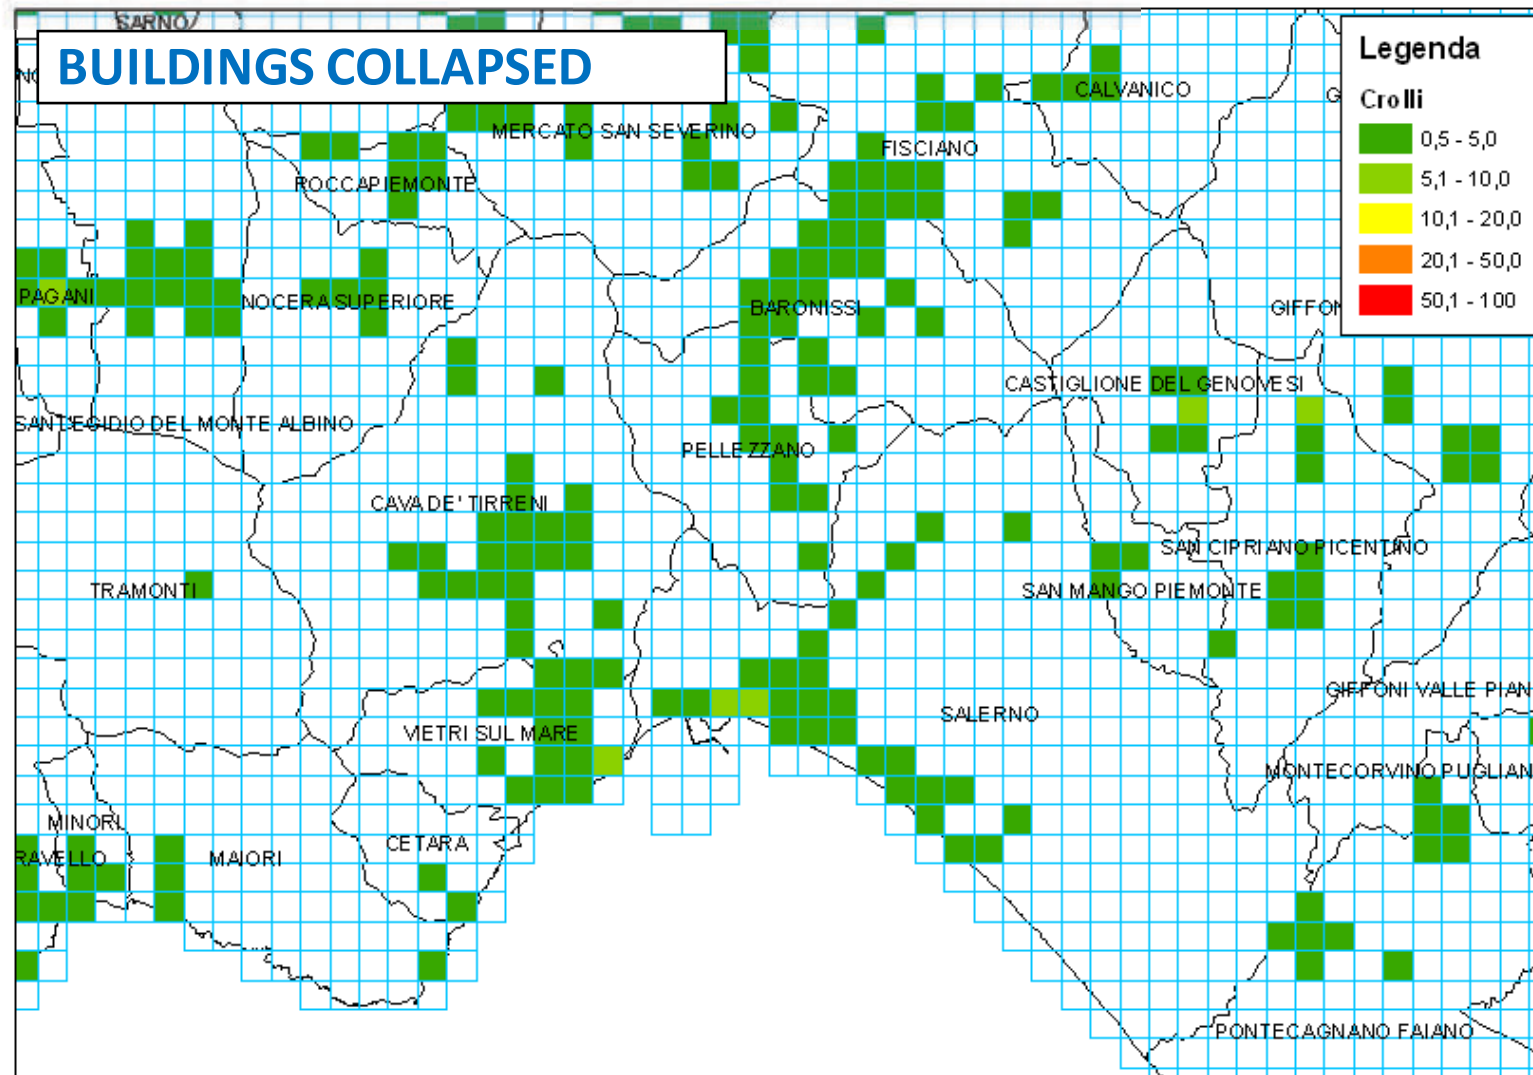 SARNO
BUILDINGS COLLAPSED
Legenda
Crolli
0,5 - 5,0
5,1 - 10,0
10,1 - 20,0
20,1 - 50,0
50,1 - 100
CALVANICO
MERCATO SAN SEVERINO
FISCIANO
ROCCAPIEMONTE
PAGANI
NOCERA SUPERIORE
BARONISSI
GIFFON
CASTIGLIONE DEL GENOVESI
SANT'EGIDIO DEL MONTE ALBINO
PELLEZZANO
CAVA DE' TIRRENI
SAN CIPRIANO PICENTINO
TRAMONTI
SAN MANGO PIEMONTE
GIFFONI VALLE PIAN
SALERNO
VIETRI SUL MARE
MONTECORVINO PUGLIAN
MINORI
CETARA
RAVELLO
MAIORI
PONTECAGNANO FAIANO